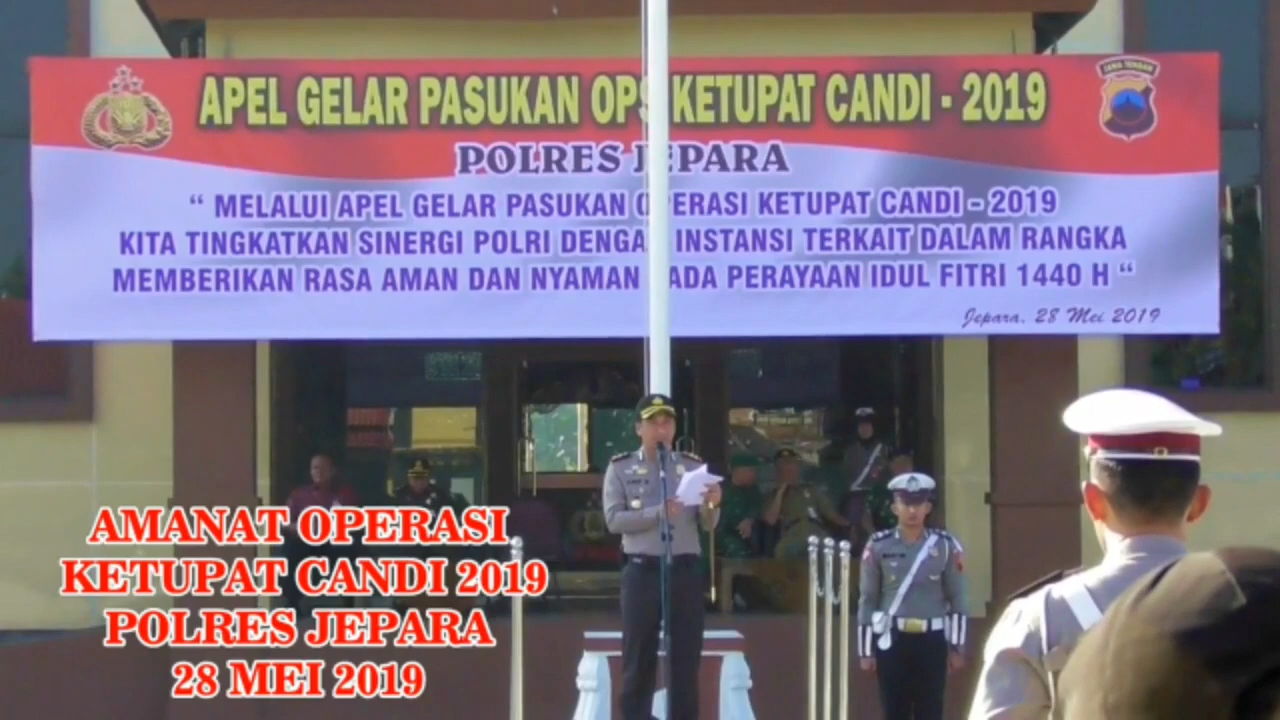 JAWA TENGAH
APEL GELAR PASUKAN OPS KETUPAT CANDI - 2019
POLRES JEPARA
“ MELALUI APEL GELAR PASUKAN OPERASI KETUPAT CANDI - 2019
KITA TINGKATKAN SINERGI POLRI DENGAN INSTANSI TERKAIT DALAM RANGKA
MEMBERIKAN RASA AMAN DAN NYAMAN PADA PERAYAAN IDUL FITRI 1440 H “
Jepara, 28 Mei 2019
AMANAT OPERASI
KETUPAT CANDI 2019
POLRES JEPARA
28 MEI 2019